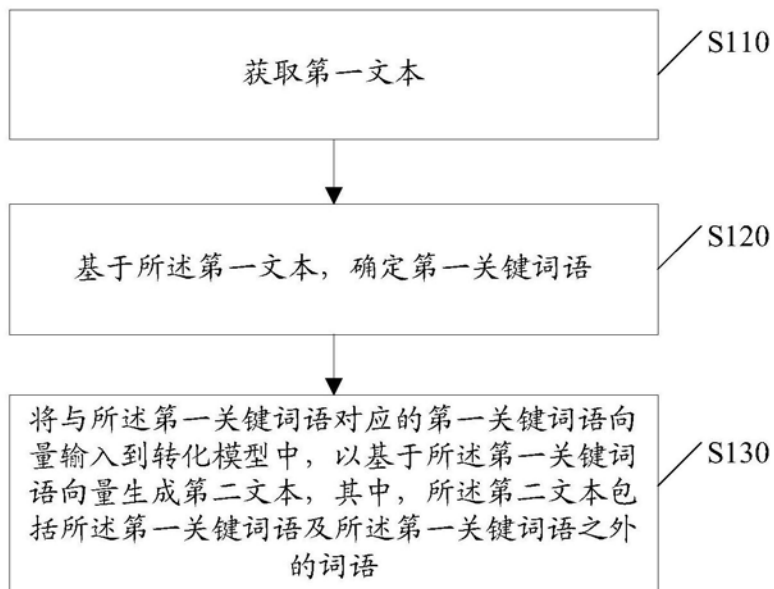 获取第一文本
S110
基于所述第一文本，确定第一关键词语
S120
将与所述第一关键词语对应的第一关键词语向
量输入到转化模型中，以基于所述第一关键词
语向量生成第二文本，其中，所述第二文本包
括所述第一关键词语及所述第一关键词语之外
的词语
S130